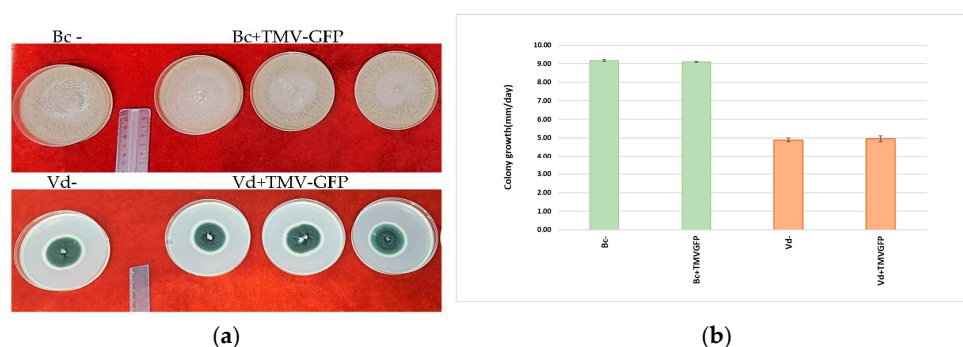 Bc -
Bc+TMV-GFP
Vd-
Vd+TMV-GFP
(a)
10.00
9.00
8.00
7.00
6.00
5.00
4.00
3.00
2.00
1.00
0.00
Colony growth(mm/day)
Bc-
Bc+TMVGFP
Vd-
Vd+TMVGFP
(b)